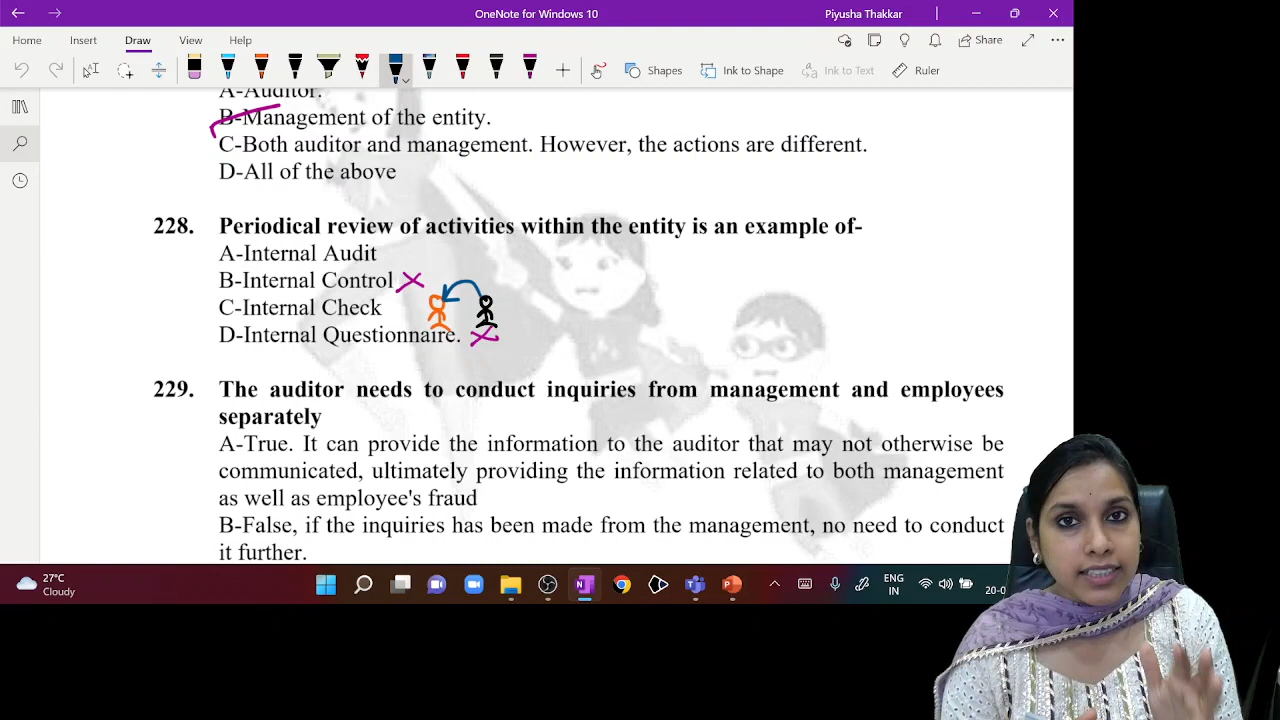 OneNote for Windows 10
Piyusha Thakkar
Home Insert Draw View Help
Share
Shapes Ink to Shape Ink to Text Ruler
A-Auditor.
B-Management of the entity.
C-Both auditor and management. However, the actions are different.
D-All of the above
228. Periodical review of activities within the entity is an example of-
A-Internal Audit
B-Internal Control
C-Internal Check
D-Internal Questionnaire.
229. The auditor needs to conduct inquiries from management and employees
separately
A-True. It can provide the information to the auditor that may not otherwise be
communicated, ultimately providing the information related to both management
as well as employee's fraud
B-False, if the inquiries has been made from the management, no need to conduct
it further.
27°C
Cloudy
ENG
IN
20-0